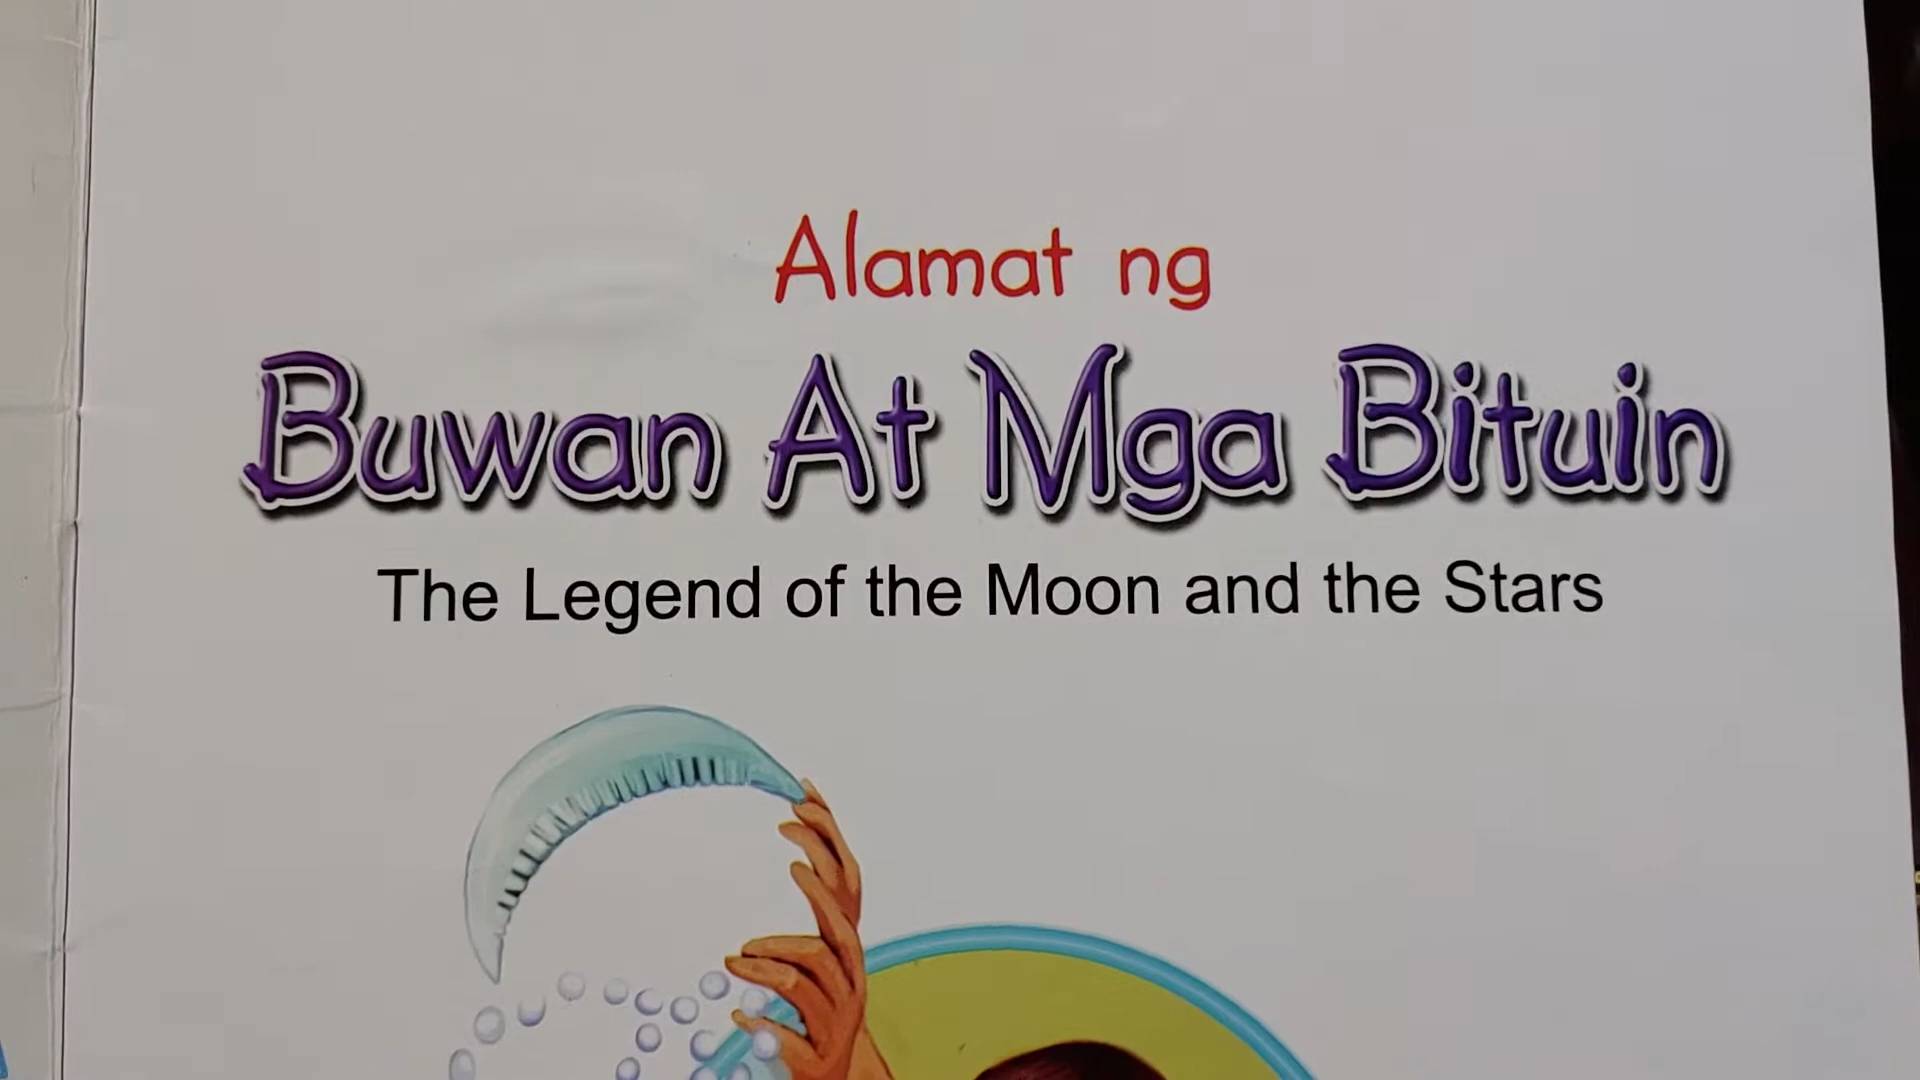 Alamat ng
Buwan At Mga Bituin
The Legend of the Moon and the Stars